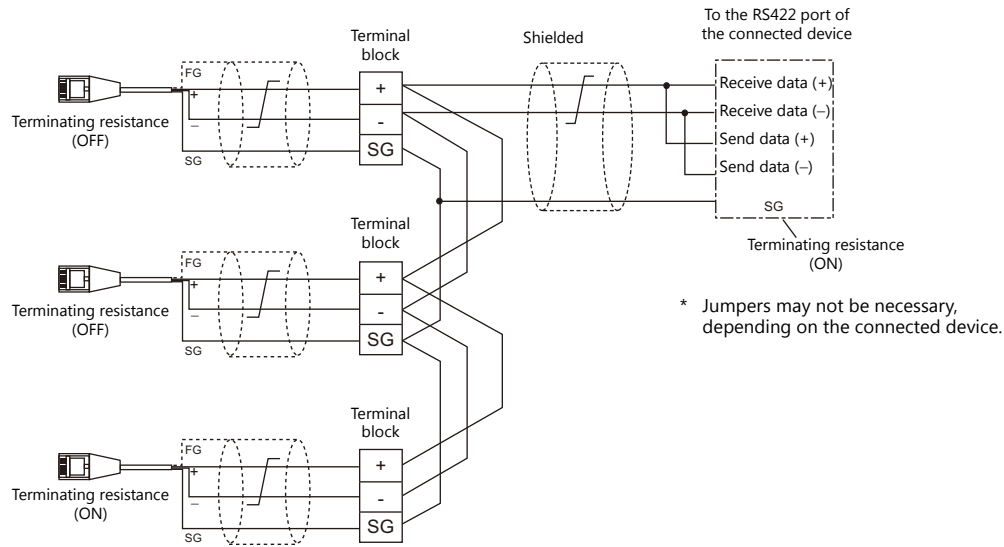 To the RS422 port of
the connected device
Terminal
block
Shielded
FG
+
−
SG
Terminating resistance
(OFF)
+
-
SG
Receive data (+)
Receive data (−)
Send data (+)
Send data (−)
SG
Terminating resistance
(ON)
* Jumpers may not be necessary,
depending on the connected device.
Terminal
block
FG
+
−
SG
Terminating resistance
(OFF)
+
-
SG
Terminal
block
FG
+
−
SG
Terminating resistance
(ON)
+
-
SG